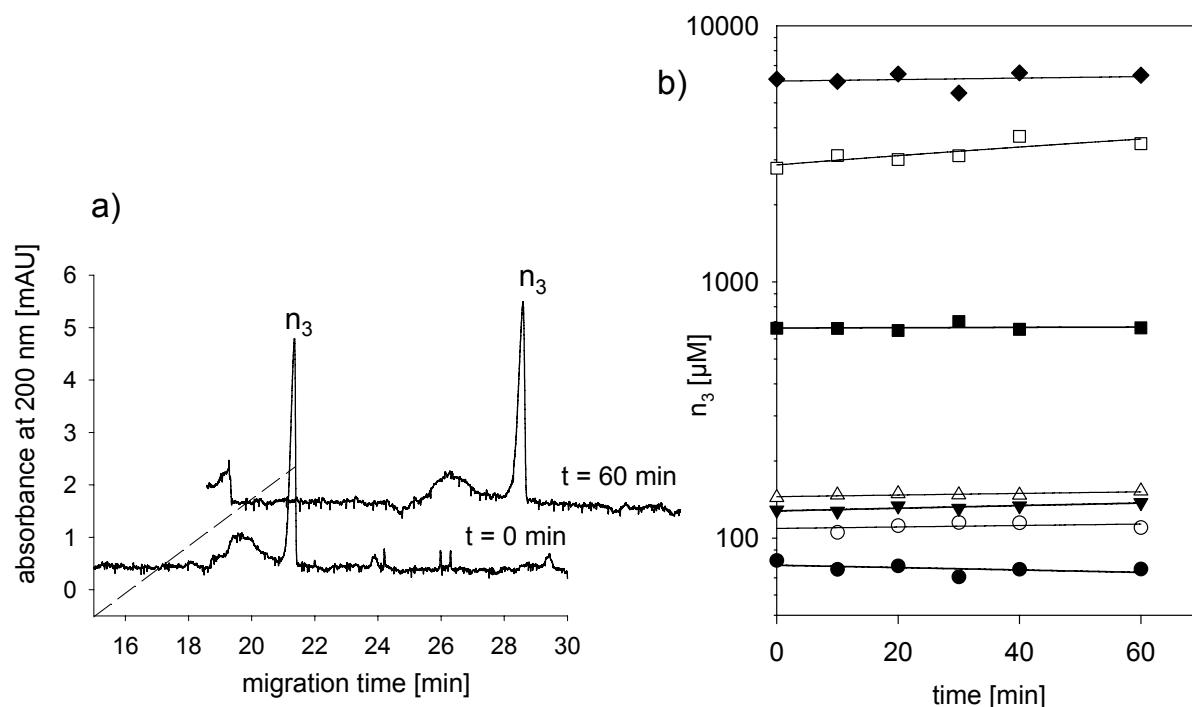 a)
absorbance at 200 nm [mAU]
6
5
4
3
2
1
0
n3
n3
t = 60 min
t = 0 min
16 18 20 22 24 26 28 30
migration time [min]
b)
n3 [µM]
10000
1000
100
0 20 40 60
time [min]